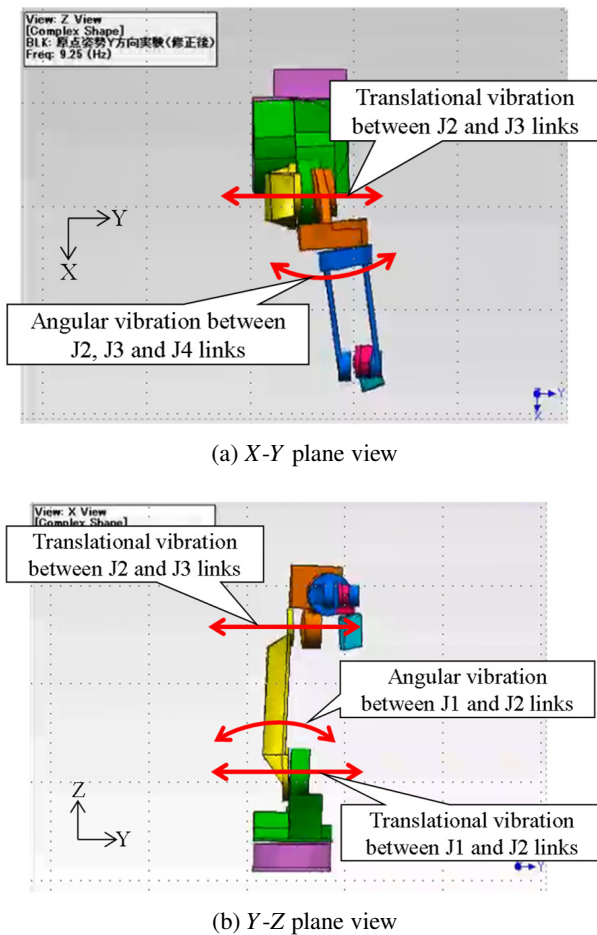 View: Z View
[Complex Shape]
BLK: 原点姿勢Y方向実験(修正後)
Freq: 9.25 (Hz)
Translational vibration
between J2 and J3 links
Y
X
Angular vibration between
J2, J3 and J4 links
Z Y
X
(a) X-Y plane view
View: X View
[Complex Shape]
Translational vibration
between J2 and J3 links
Angular vibration
between J1 and J2 links
Z
Y
Translational vibration
between J1 and J2 links
Y
(b) Y-Z plane view